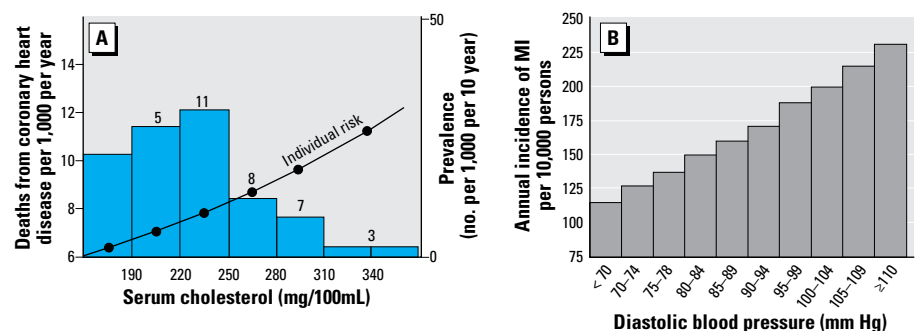 A
Deaths from coronary heart
disease per 1,000 per year
14
12
10
8
6
5
11
8
7
3
Individual risk
50
0
Prevalence
(no. per 1,000 per 10 year)
190 220 250 280 310 340
Serum cholesterol (mg/100mL)
B
Annual incidence of MI
per 10,000 persons
250
225
200
175
150
125
100
75
< 70 70–74 75–78 80–84 85–89 90–94 95–99 100–104 105–109 ≥110
Diastolic blood pressure (mm Hg)